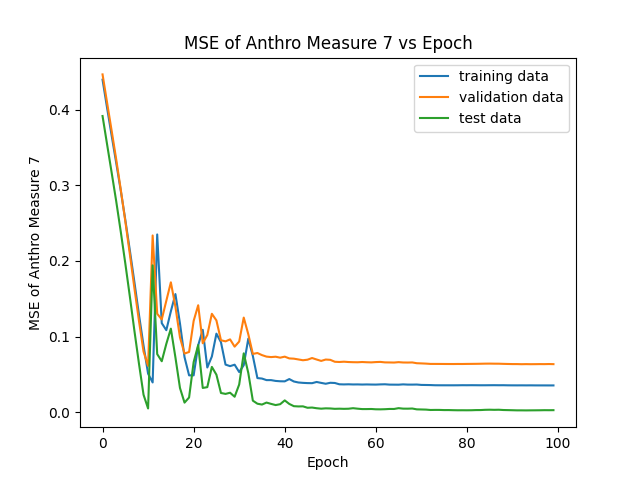 MSE of Anthro Measure 7 vs Epoch
training data
validation data
test data
MSE of Anthro Measure 7
0.4
0.3
0.2
0.1
0.0
0
20
40
60
80
100
Epoch